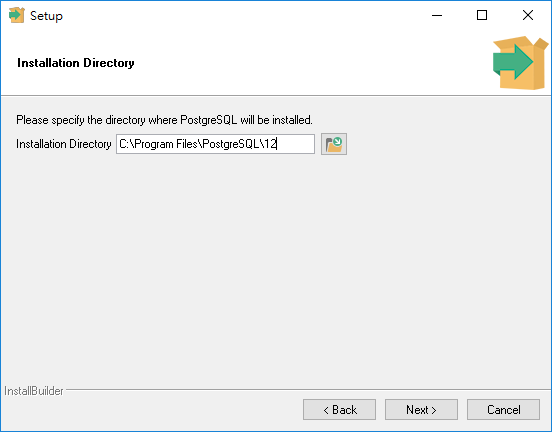 Setup
Installation Directory
Please specify the directory where PostgreSQL will be installed.
Installation Directory C:\Program Files\PostgreSQL\12
InstallBuilder
< Back Next > Cancel